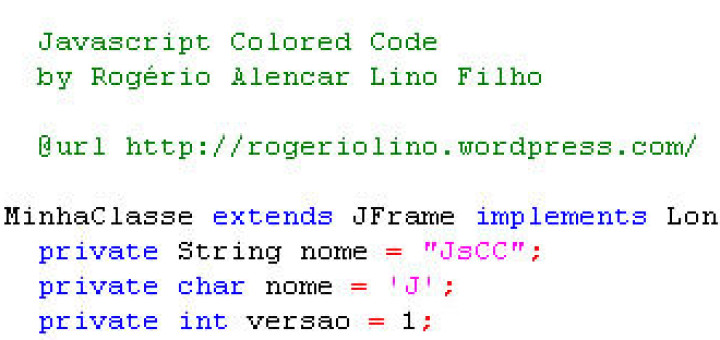 Javascript Colored Code
by Rogério Alencar Lino Filho
@url http://rogeriolino.wordpress.com/
MinhaClasse extends JFrame implements Lon
private String nome = "JsCC";
private char nome = 'J';
private int versao = 1;